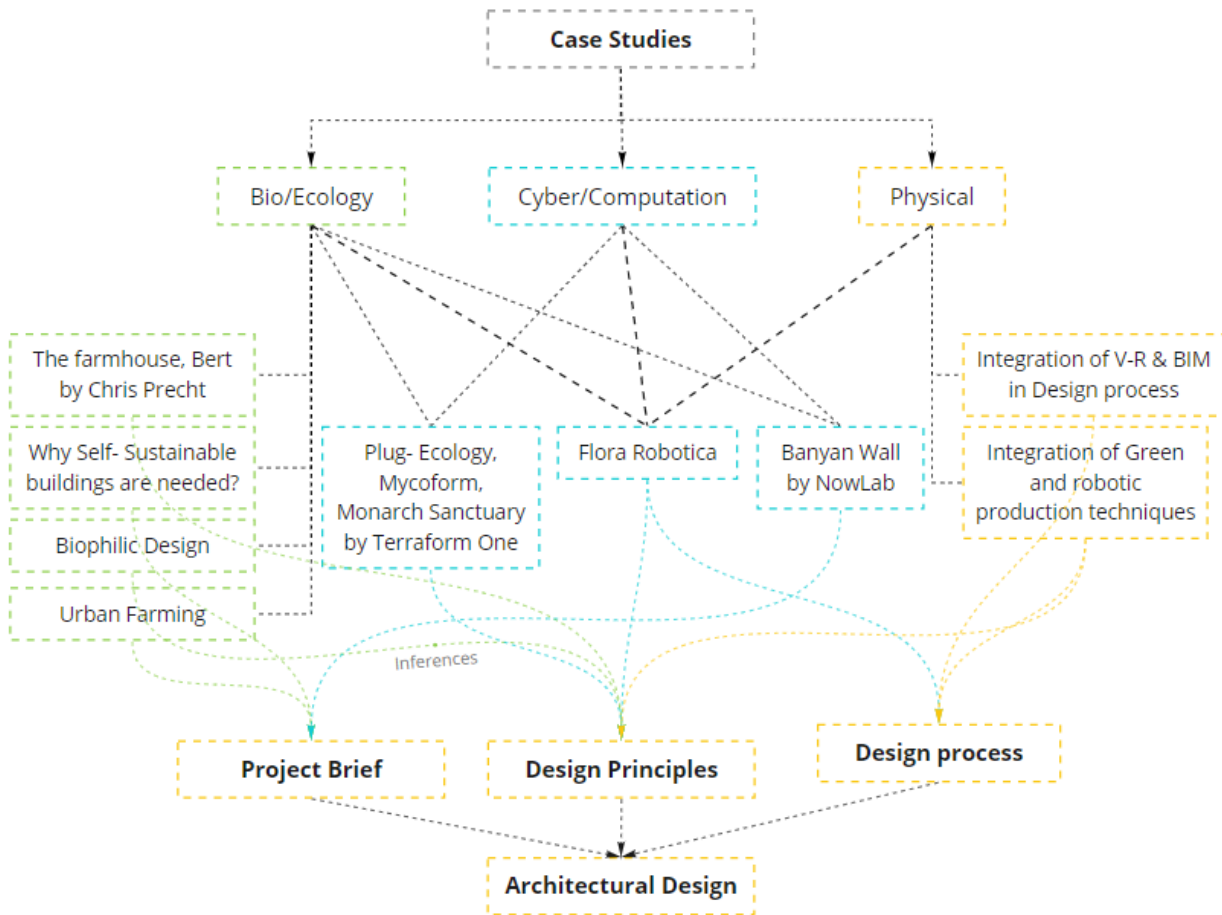 Case Studies
Bio/Ecology
Cyber/Computation
Physical
The farmhouse, Bert
by Chris Precht
Integration of V-R & BIM
in Design process
Why Self- Sustainable
buildings are needed?
Plug- Ecology,
Mycoform,
Monarch Sanctuary
by Terraform One
Flora Robotica
Banyan Wall
by NowLab
Integration of Green
and robotic
production techniques
Biophilic Design
Urban Farming
Inferences
Project Brief
Design Principles
Design process
Architectural Design